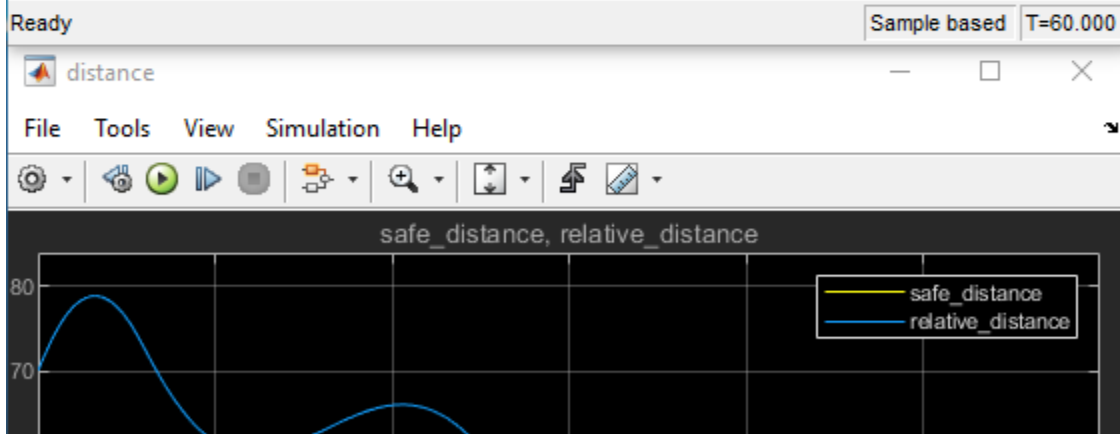 Ready Sample based T=60.000
distance
File Tools View Simulation Help
safe_distance, relative_distance
80
safe_distance
relative_distance
70